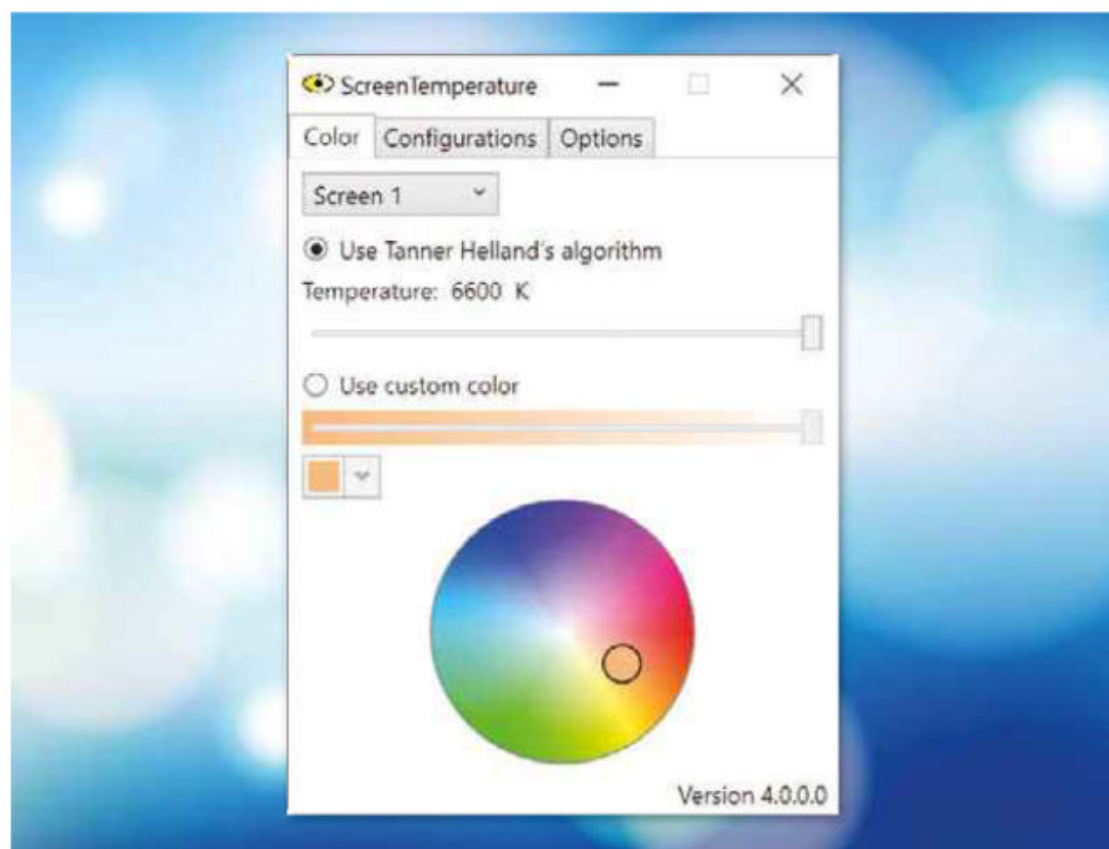 ScreenTemperature
Color Configurations Options
Screen 1
Use Tanner Helland's algorithm
Temperature: 6600 K
Use custom color
Version 4.0.0.0